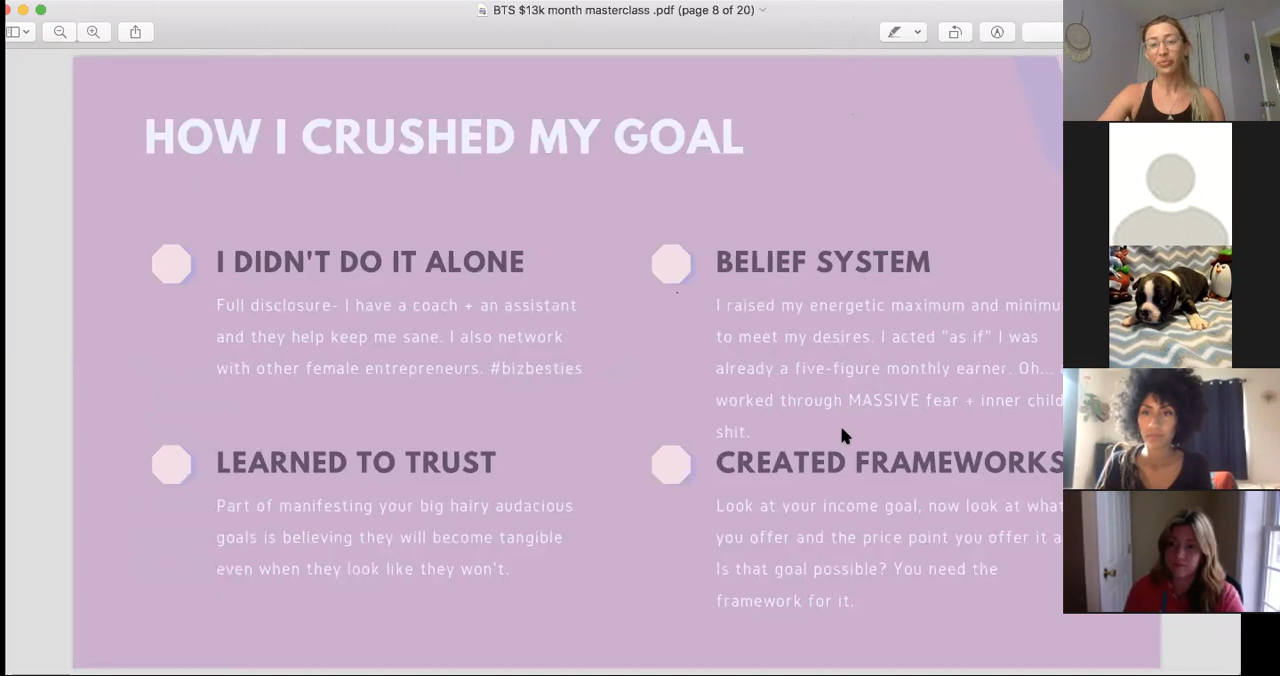 BTS $13k month masterclass .pdf (page 8 of 20)
HOW I CRUSHED MY GOAL
I DIDN'T DO IT ALONE
Full disclosure- I have a coach + an assistant
and they help keep me sane. I also network
with other female entrepreneurs. #bizbesties
BELIEF SYSTEM
I raised my energetic maximum and minimu
to meet my desires. I acted "as if" I was
already a five-figure monthly earner. Oh...
worked through MASSIVE fear + inner child
shit.
LEARNED TO TRUST
Part of manifesting your big hairy audacious
goals is believing they will become tangible
even when they look like they won't.
CREATED FRAMEWORKS
Look at your income goal, now look at what
you offer and the price point you offer it a
Is that goal possible? You need the
framework for it.